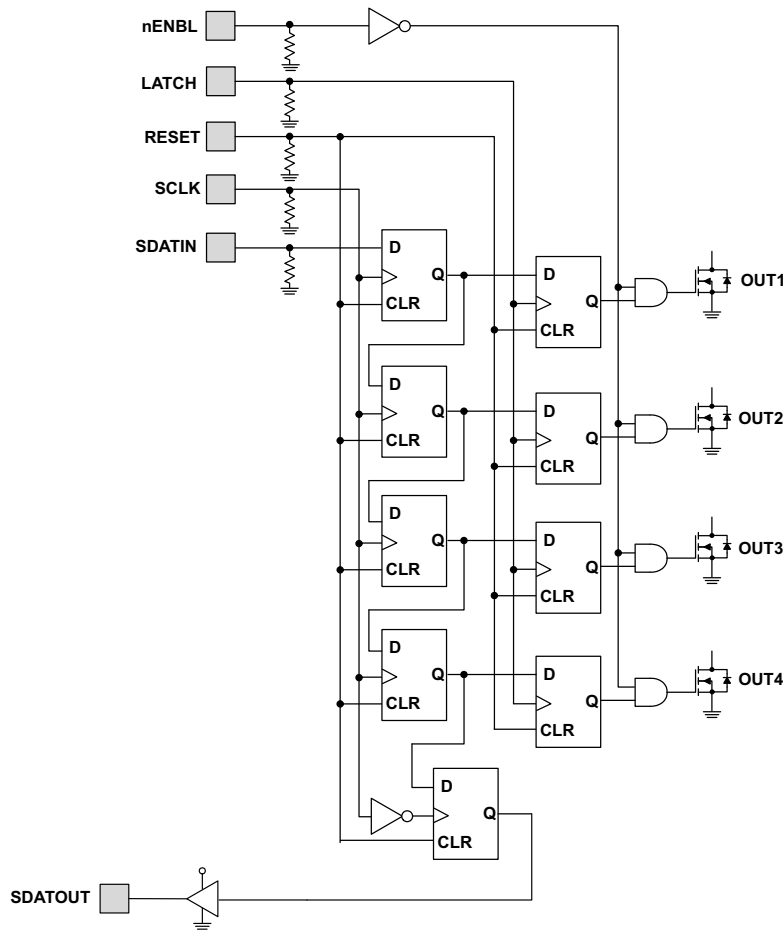 nENBL
LATCH
RESET
SCLK
SDATIN
D
Q
CLR
D
Q
CLR
OUT1
D
Q
CLR
D
Q
CLR
OUT2
D
Q
CLR
D
Q
CLR
OUT3
D
Q
CLR
D
Q
CLR
OUT4
D
Q
CLR
SDATOUT